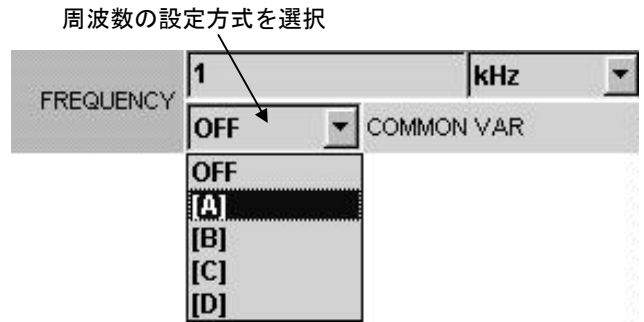 周波数の設定方式を選択
FREQUENCY
1 kHz
OFF COMMON VAR
OFF
[A]
[B]
[C]
[D]